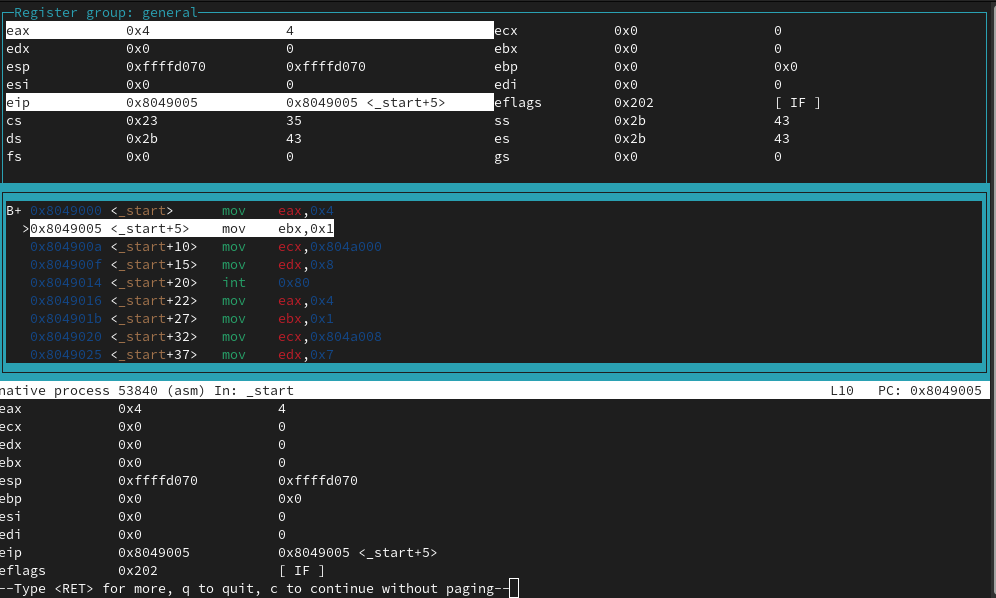 Register group: general
eax 0x4 4 ecx 0x0 0
edx 0x0 0 ebx 0x0 0
esp 0xffffd070 0xffffd070 ebp 0x0 0x0
esi 0x0 0 edi 0x0 0
eip 0x8049005 0x8049005 <_start+5> eflags 0x202 [ IF ]
cs 0x23 35 ss 0x2b 43
ds 0x2b 43 es 0x2b 43
fs 0x0 0 gs 0x0 0
B+ 0x8049000 <_start> mov eax,0x4
>0x8049005 <_start+5> mov ebx,0x1
0x804900a <_start+10> mov ecx,0x804a000
0x804900f <_start+15> mov edx,0x8
0x8049014 <_start+20> int 0x80
0x8049016 <_start+22> mov eax,0x4
0x804901b <_start+27> mov ebx,0x1
0x8049020 <_start+32> mov ecx,0x804a008
0x8049025 <_start+37> mov edx,0x7
native process 53840 (asm) In: _start L10 PC: 0x8049005
eax 0x4 4
ecx 0x0 0
edx 0x0 0
ebx 0x0 0
esp 0xffffd070 0xffffd070
ebp 0x0 0x0
esi 0x0 0
edi 0x0 0
eip 0x8049005 0x8049005 <_start+5>
eflags 0x202 [ IF ]
--Type <RET> for more, q to quit, c to continue without paging--